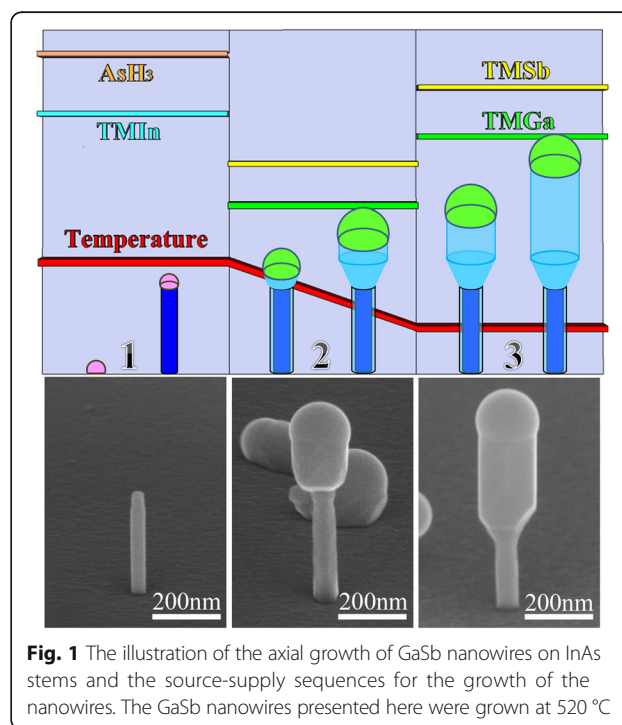 AsH₃
TMIn
TMSb
TMGa
Temperature
1
2
3
200nm
200nm
200nm
Fig. 1 The illustration of the axial growth of GaSb nanowires on InAs
stems and the source-supply sequences for the growth of the
nanowires. The GaSb nanowires presented here were grown at 520 °C